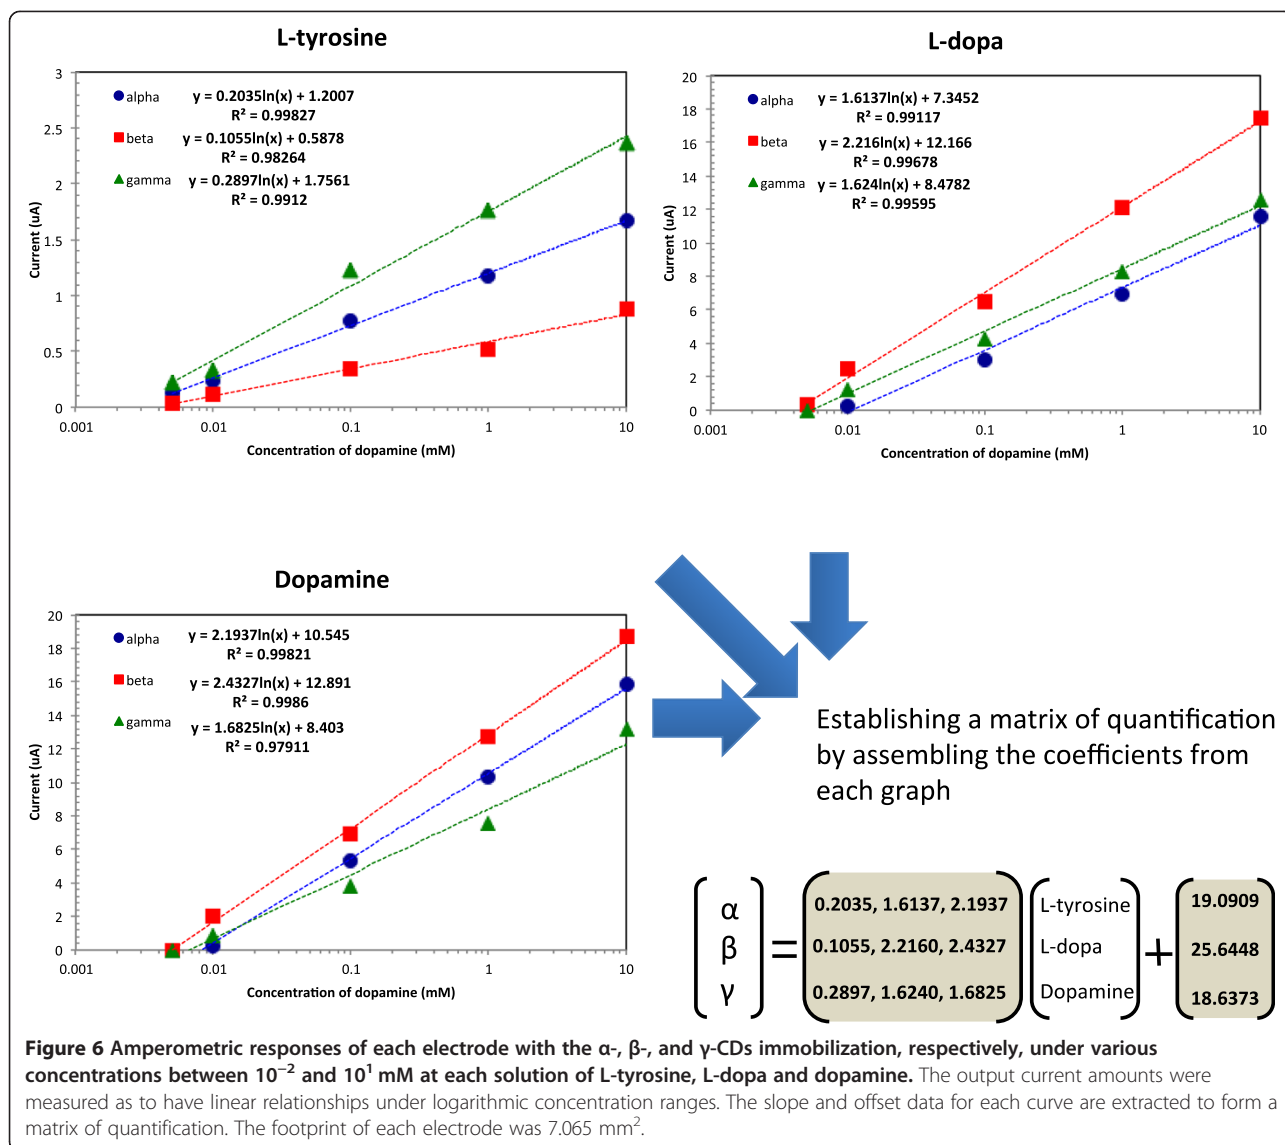 L-tyrosine
3
2.5
2
1.5
1
0.5
0
Current (uA)
alpha y = 0.2035ln(x) + 1.2007
R² = 0.99827
beta y = 0.1055ln(x) + 0.5878
R² = 0.98264
gamma y = 0.2897ln(x) + 1.7561
R² = 0.9912
0.001 0.01 0.1 1 10
Concentration of dopamine (mM)
L-dopa
20
18
16
14
12
10
8
6
4
2
0
Current (uA)
alpha y = 1.6137ln(x) + 7.3452
R² = 0.99117
beta y = 2.216ln(x) + 12.166
R² = 0.99678
gamma y = 1.624ln(x) + 8.4782
R² = 0.99595
0.001 0.01 0.1 1 10
Concentration of dopamine (mM)
Dopamine
20
18
16
14
12
10
8
6
4
2
0
Current (uA)
alpha y = 2.1937ln(x) + 10.545
R² = 0.99821
beta y = 2.4327ln(x) + 12.891
R² = 0.9986
gamma y = 1.6825ln(x) + 8.403
R² = 0.97911
0.001 0.01 0.1 1 10
Concentration of dopamine (mM)
Establishing a matrix of quantification
by assembling the coefficients from
each graph
α 0.2035, 1.6137, 2.1937 L-tyrosine 19.0909
β = 0.1055, 2.2160, 2.4327 L-dopa + 25.6448
γ 0.2897, 1.6240, 1.6825 Dopamine 18.6373
Figure 6 Amperometric responses of each electrode with the α-, β-, and γ-CDs immobilization, respectively, under various
concentrations between 10⁻² and 10¹ mM at each solution of L-tyrosine, L-dopa and dopamine. The output current amounts were
measured as to have linear relationships under logarithmic concentration ranges. The slope and offset data for each curve are extracted to form a
matrix of quantification. The footprint of each electrode was 7.065 mm².